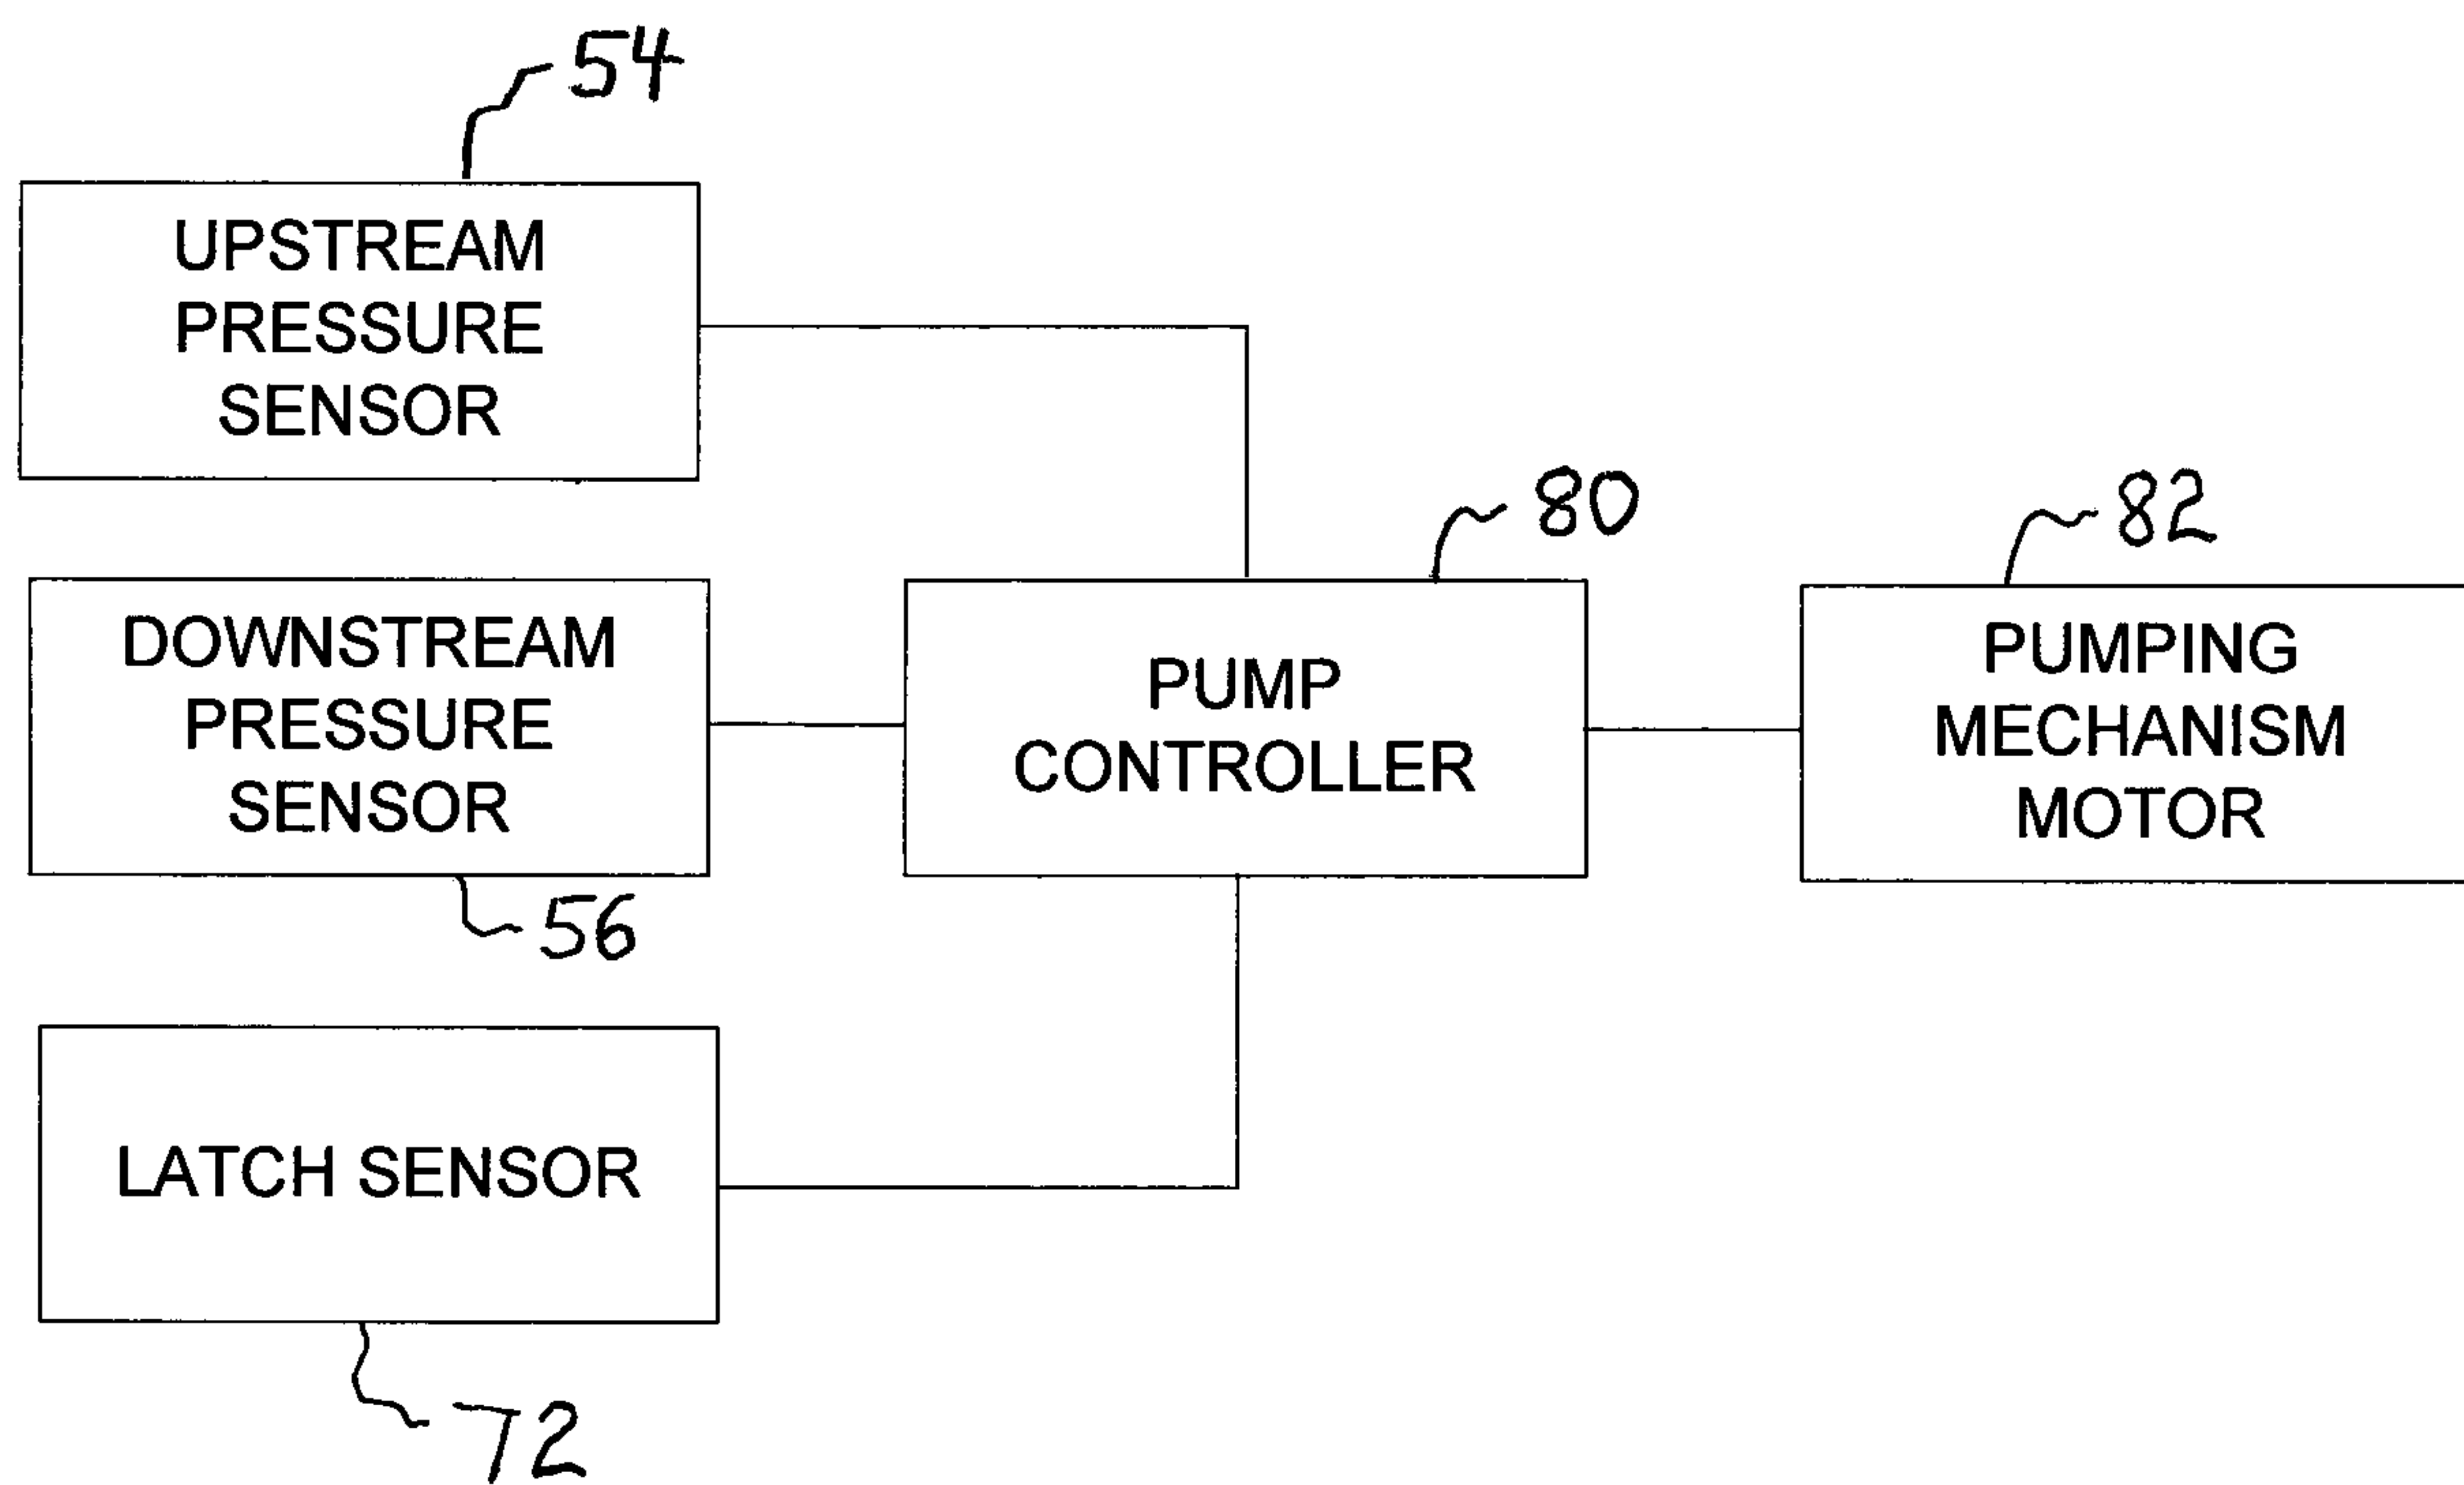 54
UPSTREAM
PRESSURE
SENSOR
80
82
DOWNSTREAM
PRESSURE
SENSOR
PUMP
CONTROLLER
PUMPING
MECHANISM
MOTOR
56
LATCH SENSOR
72